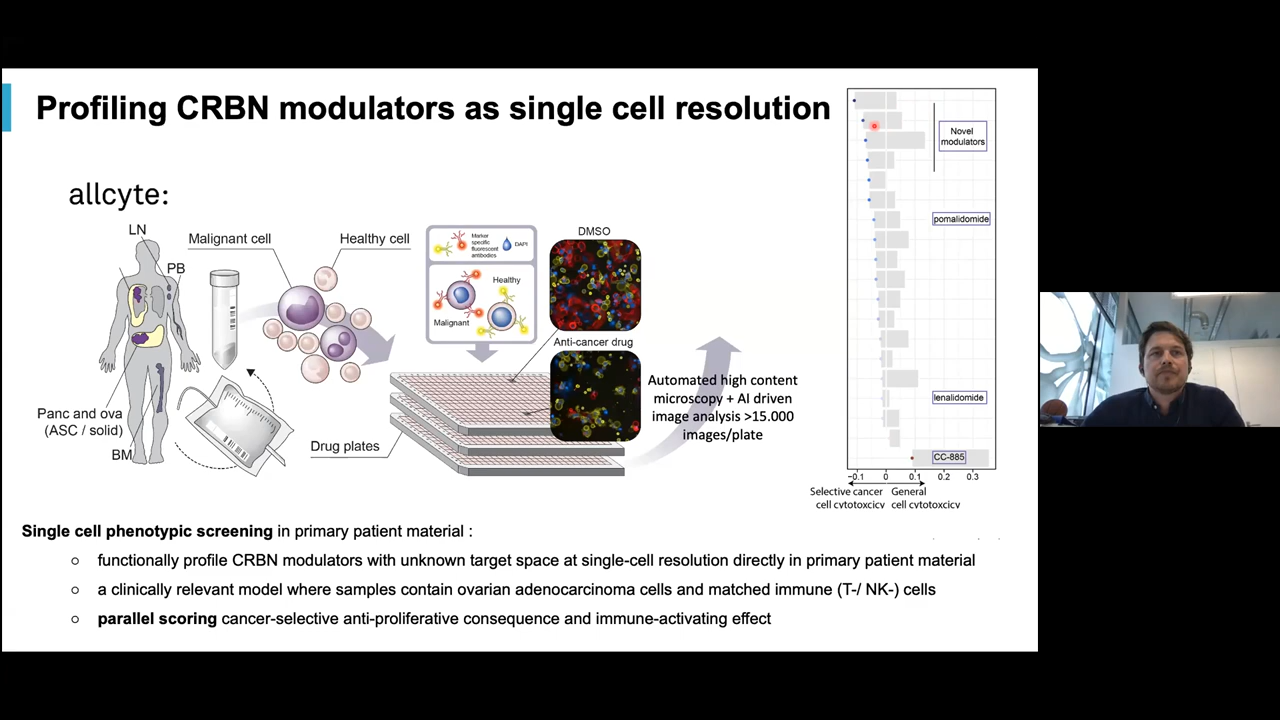 Profiling CRBN modulators as single cell resolution
allcyte:
LN
PB
Malignant cell
Healthy cell
Panc and ova
(ASC / solid)
BM
Drug plates
Marker
specific
fluorescent
antibodies
DAPI
Healthy
Malignant
DMSO
Anti-cancer drug
Automated high content
microscopy + AI driven
image analysis >15.000
images/plate
Novel
modulators
pomalidomide
lenalidomide
CC-885
-0.1 0 0.1 0.2 0.3
Selective cancer
cell cytotoxicy
General
cell cytotoxicy
Single cell phenotypic screening in primary patient material :
functionally profile CRBN modulators with unknown target space at single-cell resolution directly in primary patient material
a clinically relevant model where samples contain ovarian adenocarcinoma cells and matched immune (T-/ NK-) cells
parallel scoring cancer-selective anti-proliferative consequence and immune-activating effect